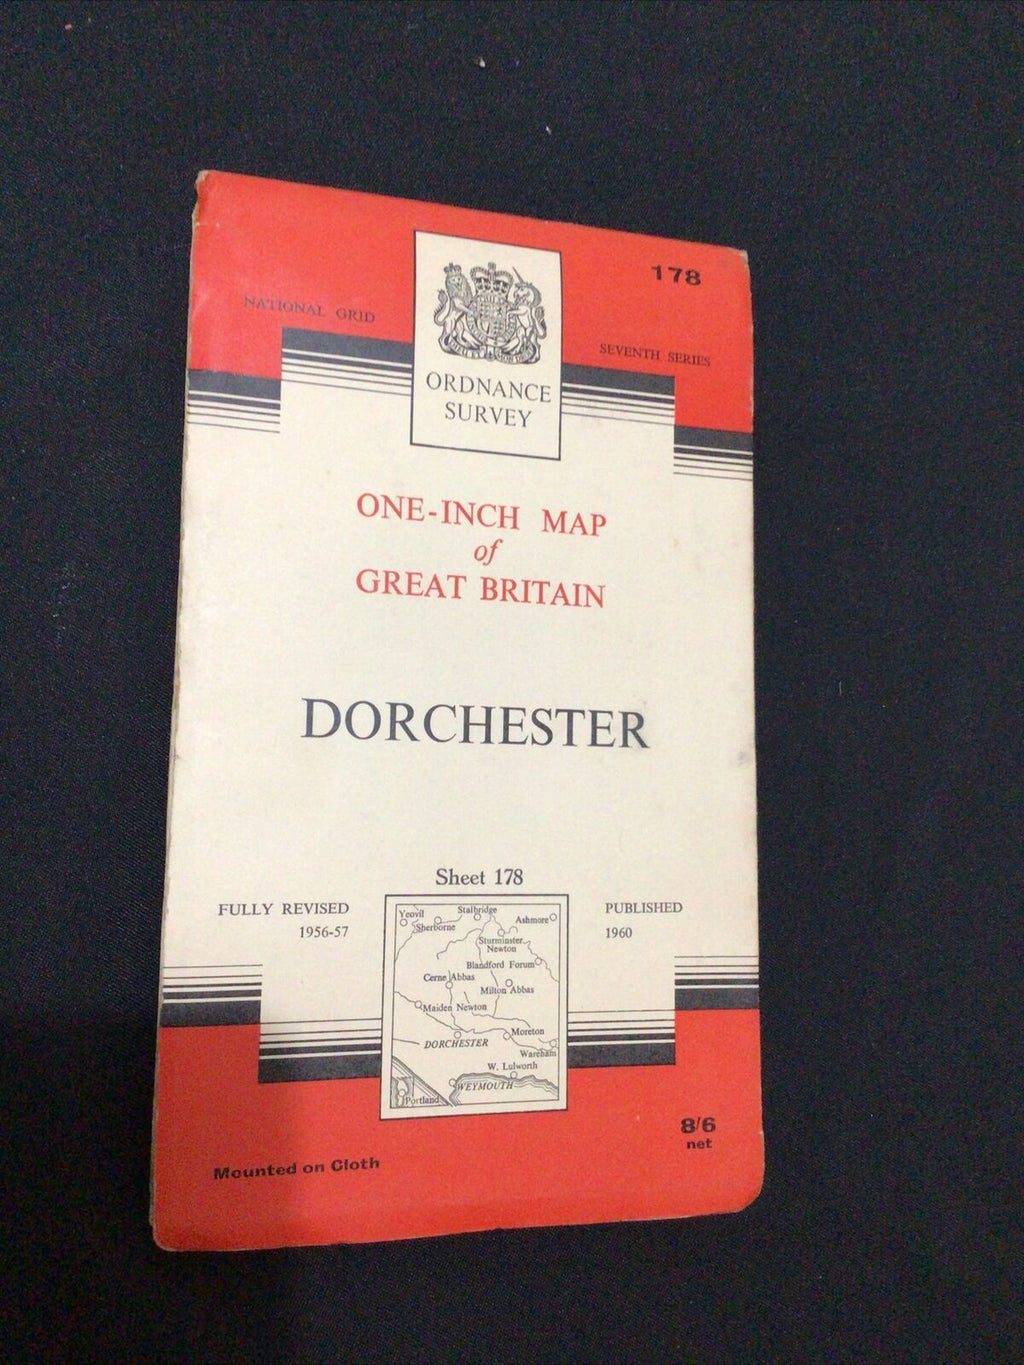 178
NATIONAL GRID
SEVENTH SERIES
ORDNANCE
SURVEY
ONE-INCH MAP
of
GREAT BRITAIN
DORCHESTER
Sheet 178
FULLY REVISED
1956-57
PUBLISHED
1960
Yeovil
Stalbridge
Ashmore
Sherborne
Sturminster
Newton
Blandford Forum
Cerne Abbas
Milton Abbas
Maiden Newton
Moreton
DORCHESTER
Wareham
W. Lulworth
WEYMOUTH
Portland
8/6
net
Mounted on Cloth